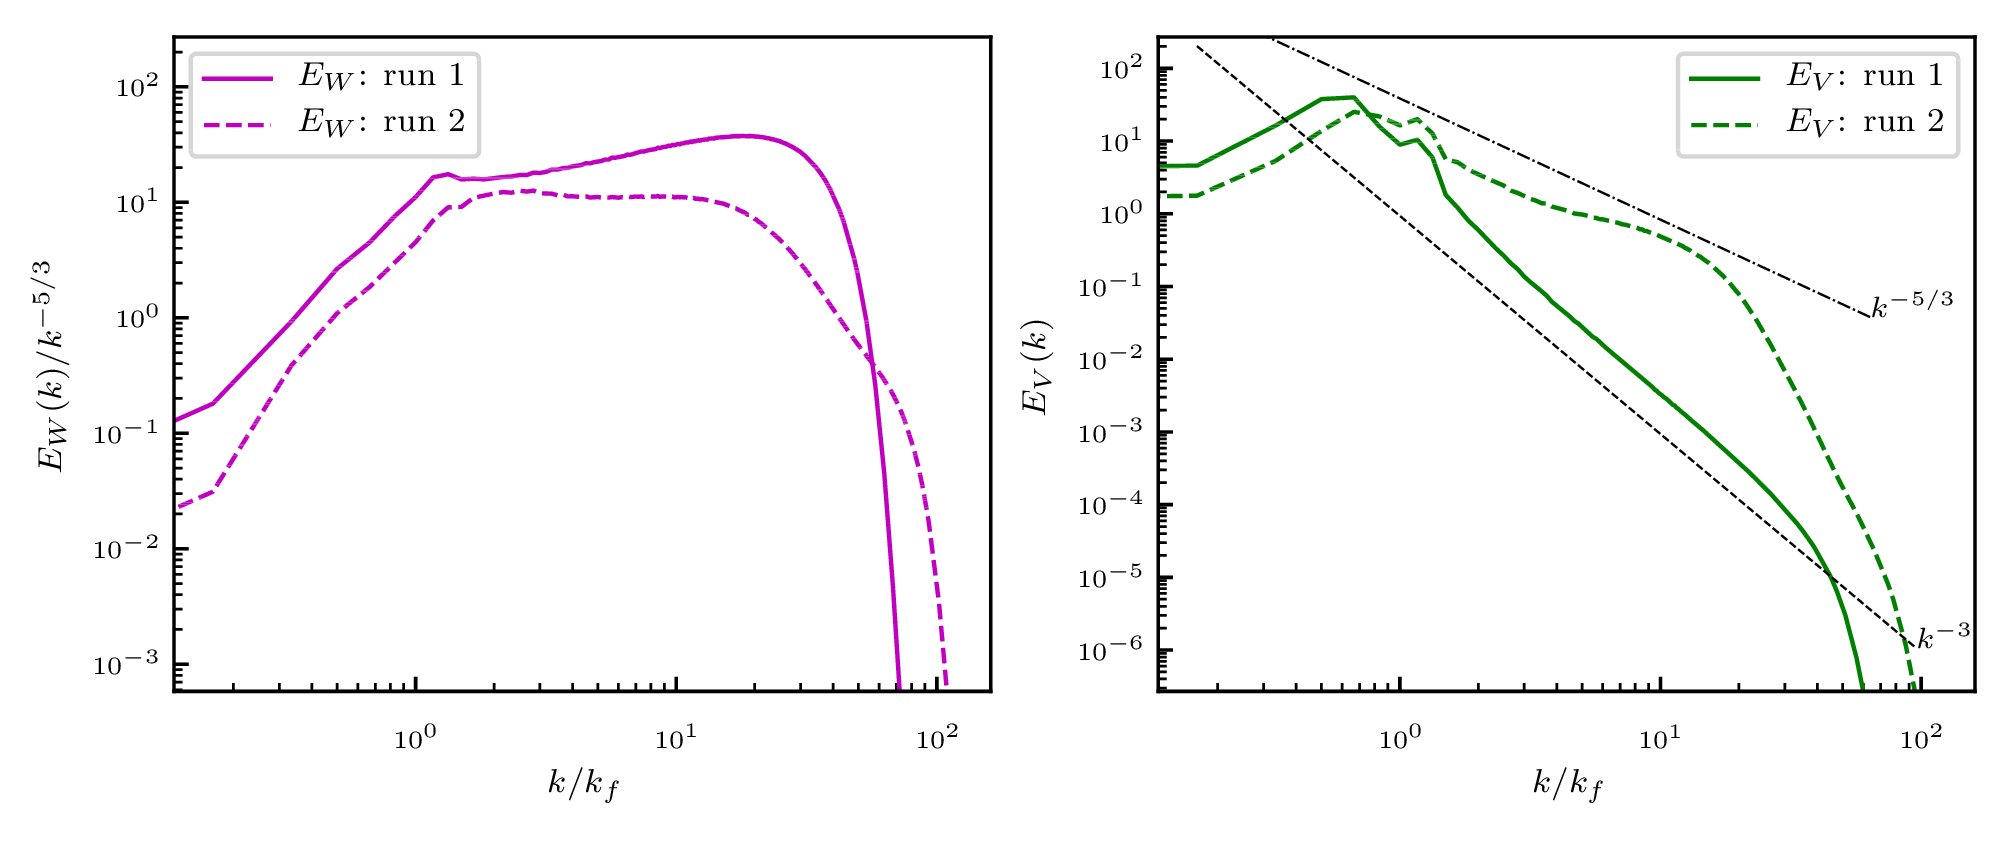 E_W: run 1
E_W: run 2
10^2
10^1
10^0
10^{-1}
10^{-2}
10^{-3}
E_W(k)/k^{-5/3}
10^0 10^1 10^2
k/k_f
E_V: run 1
E_V: run 2
10^2
10^1
10^0
10^{-1}
10^{-2}
10^{-3}
10^{-4}
10^{-5}
10^{-6}
E_V(k)
k^{-5/3}
k^{-3}
10^0 10^1 10^2
k/k_f